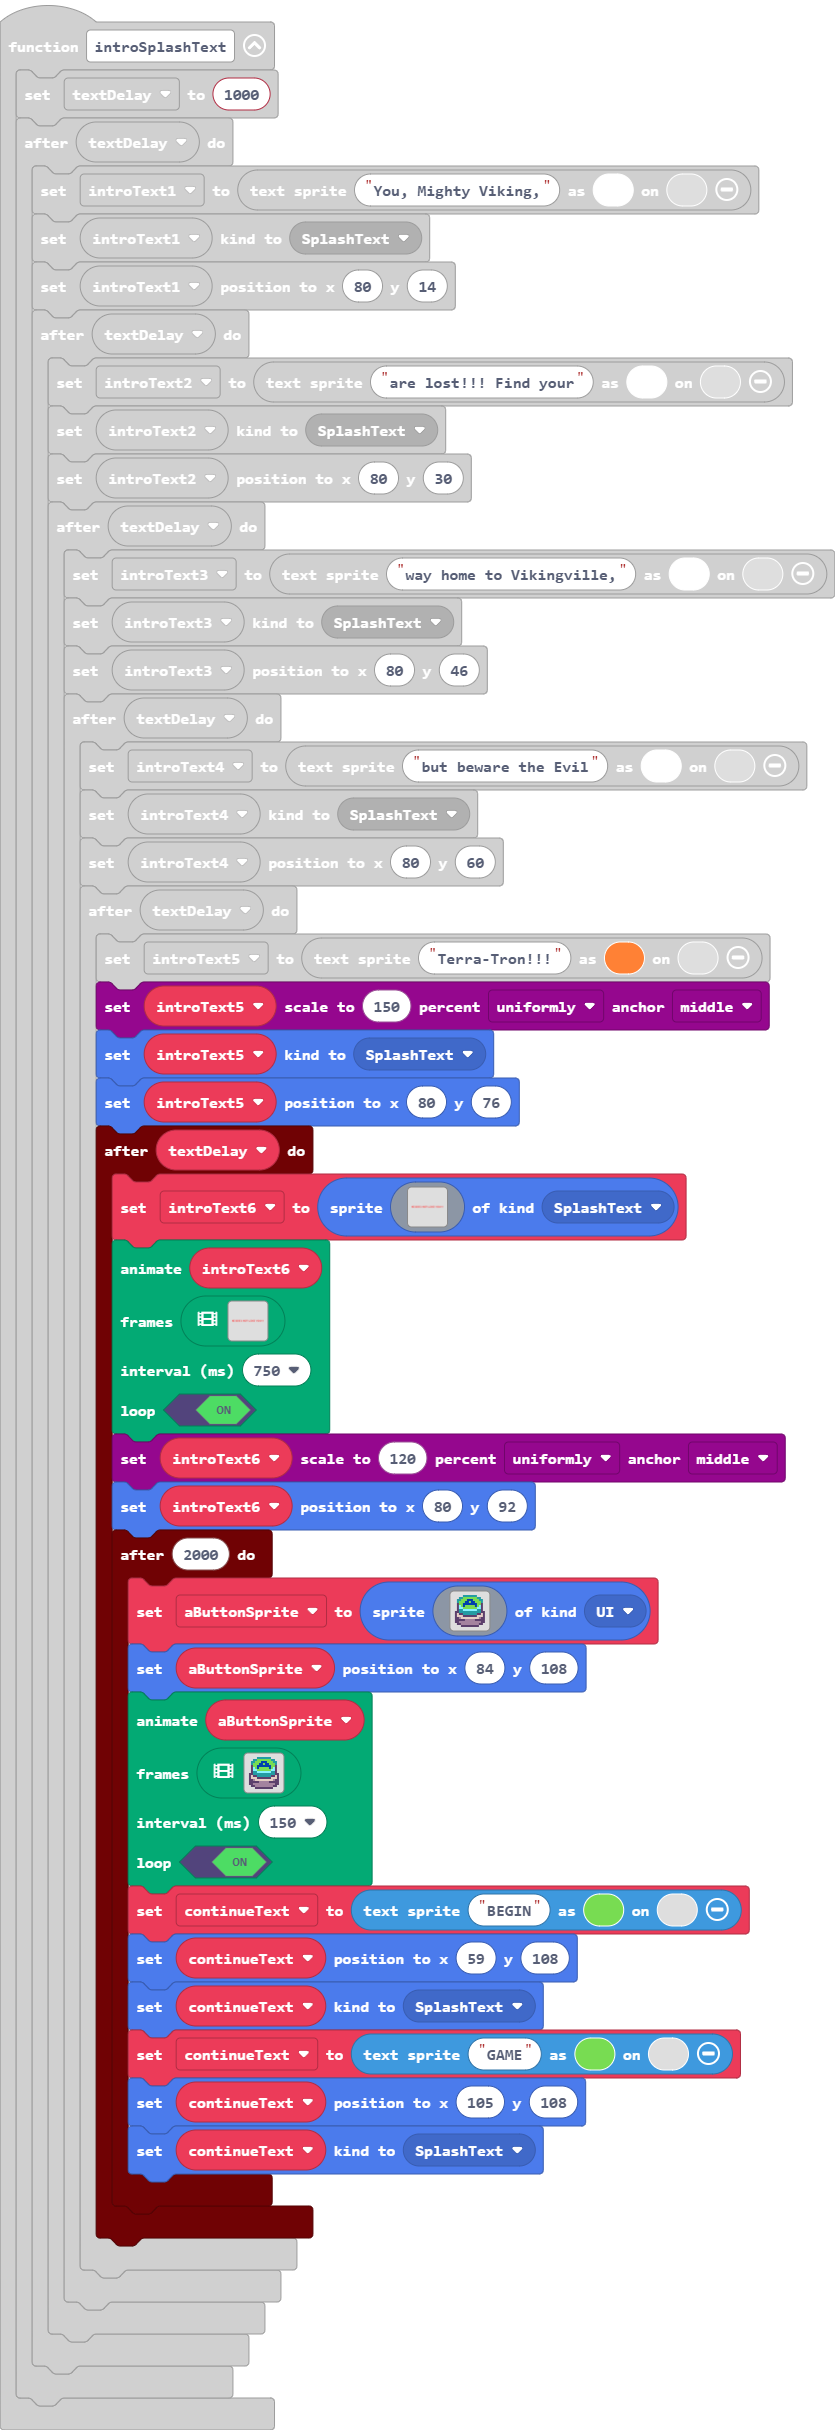 function introSplashText
set textDelay to 1000
after textDelay do
set introText1 to text sprite "You, Mighty Viking," as on
set introText1 kind to SplashText
set introText1 position to x 80 y 14
after textDelay do
set introText2 to text sprite "are lost!!! Find your" as on
set introText2 kind to SplashText
set introText2 position to x 80 y 30
after textDelay do
set introText3 to text sprite "way home to Vikingville," as on
set introText3 kind to SplashText
set introText3 position to x 80 y 46
after textDelay do
set introText4 to text sprite "but beware the Evil" as on
set introText4 kind to SplashText
set introText4 position to x 80 y 60
after textDelay do
set introText5 to text sprite "Terra-Tron!!!" as on
set introText5 scale to 150 percent uniformly anchor middle
set introText5 kind to SplashText
set introText5 position to x 80 y 76
after textDelay do
set introText6 to sprite of kind SplashText
animate introText6
frames
interval (ms) 750
loop ON
set introText6 scale to 120 percent uniformly anchor middle
set introText6 position to x 80 y 92
after 2000 do
set aButtonSprite to sprite of kind UI
set aButtonSprite position to x 84 y 108
animate aButtonSprite
frames
interval (ms) 150
loop ON
set continueText to text sprite "BEGIN" as on
set continueText position to x 59 y 108
set continueText kind to SplashText
set continueText to text sprite "GAME" as on
set continueText position to x 105 y 108
set continueText kind to SplashText